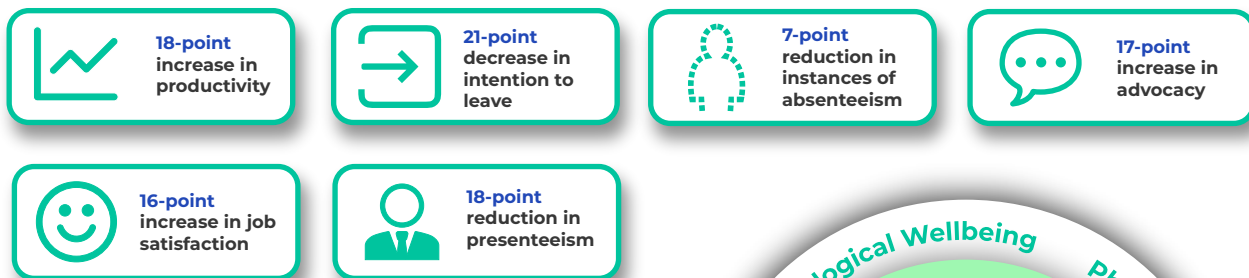 18-point
increase in
productivity
21-point
decrease in
intention to
leave
7-point
reduction in
instances of
absenteeism
17-point
increase in
advocacy
16-point
increase in job
satisfaction
18-point
reduction in
presenteeism
Wellbeing